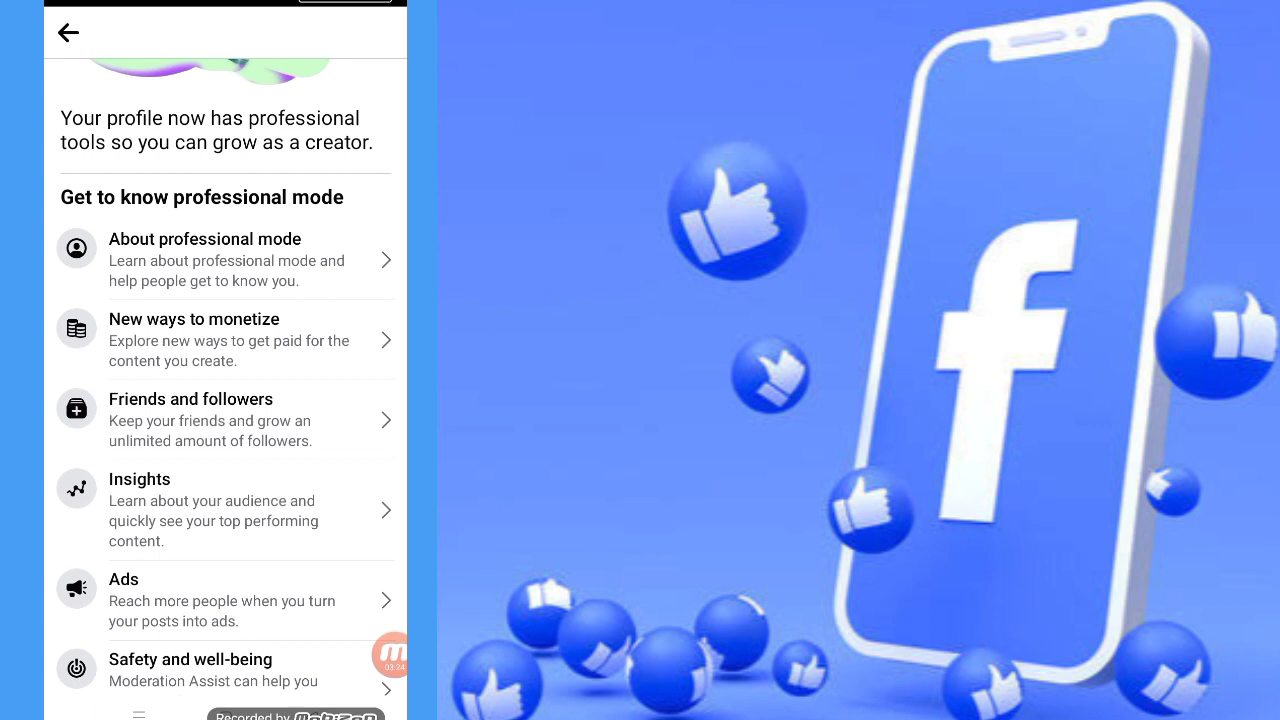 Your profile now has professional
tools so you can grow as a creator.
Get to know professional mode
About professional mode
Learn about professional mode and
help people get to know you.
New ways to monetize
Explore new ways to get paid for the
content you create.
Friends and followers
Keep your friends and grow an
unlimited amount of followers.
Insights
Learn about your audience and
quickly see your top performing
content.
Ads
Reach more people when you turn
your posts into ads.
Safety and well-being
Moderation Assist can help you
m
03:24
Recorded by MOBIZEN
f